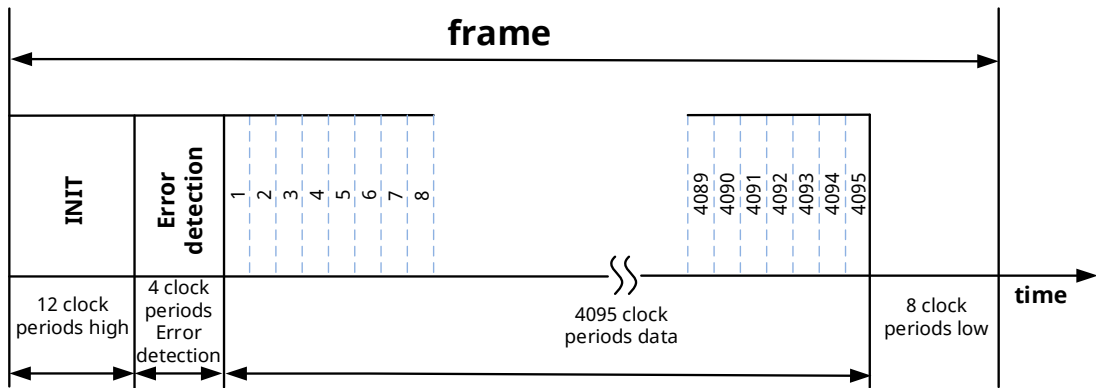 frame
INIT
Error
detection
1
2
3
4
5
6
7
8
4089
4090
4091
4092
4093
4094
4095
time
12 clock
periods high
4 clock
periods
Error
detection
4095 clock
periods data
8 clock
periods low